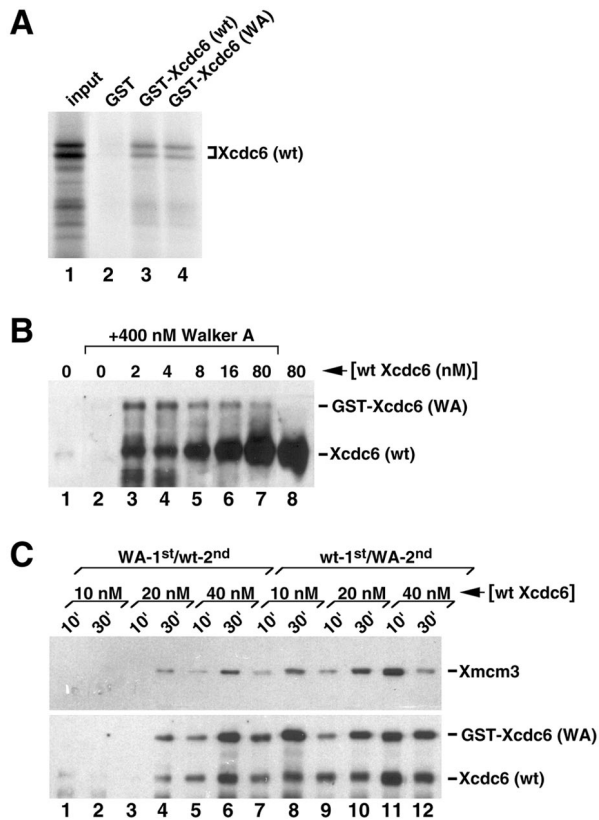 A
input
GST
GST-Xcdc6 (wt)
GST-Xcdc6 (WA)
Xcdc6 (wt)
1 2 3 4
B
+400 nM Walker A
0 0 2 4 8 16 80 80 [wt Xcdc6 (nM)]
GST-Xcdc6 (WA)
Xcdc6 (wt)
1 2 3 4 5 6 7 8
C
WA-1st/wt-2nd wt-1st/WA-2nd
10 nM 20 nM 40 nM 10 nM 20 nM 40 nM [wt Xcdc6]
10' 30' 10' 30' 10' 30' 10' 30' 10' 30' 10' 30'
Xmcm3
GST-Xcdc6 (WA)
Xcdc6 (wt)
1 2 3 4 5 6 7 8 9 10 11 12